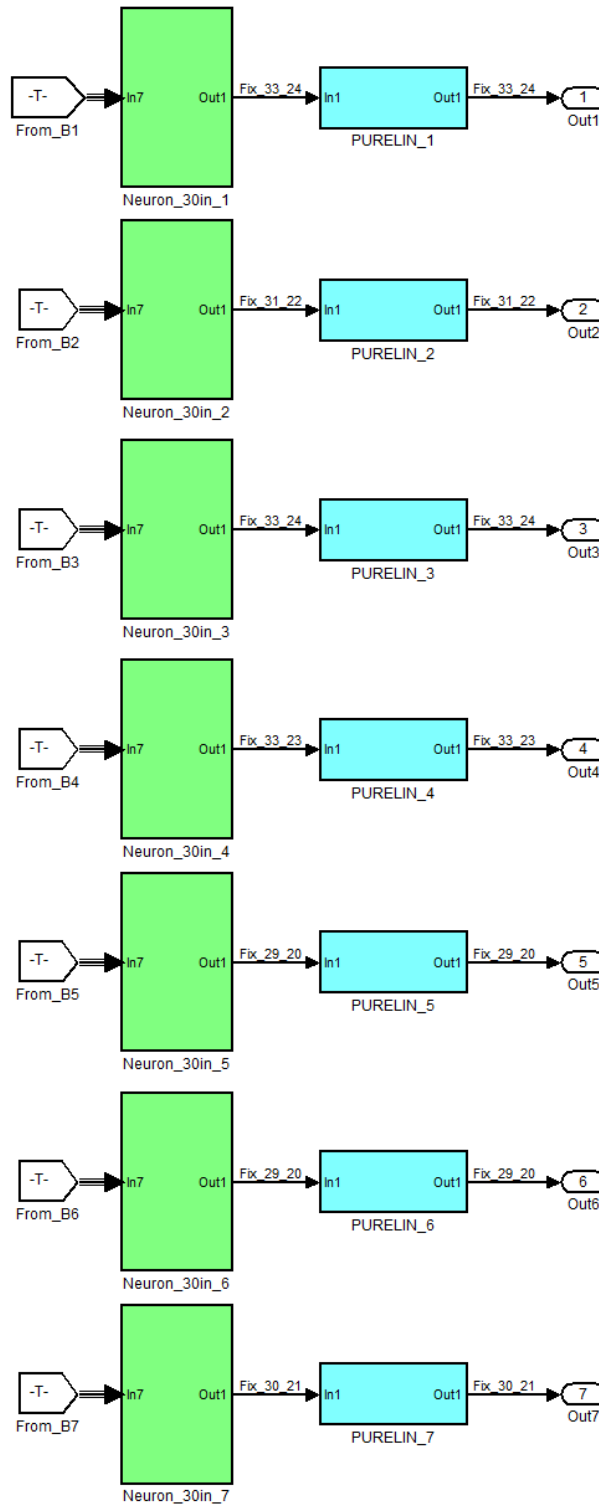 -T- In7 Out1 Fix_33_24 In1 Out1 Fix_33_24 1
From_B1 PURELIN_1 Out1
Neuron_30in_1
-T- In7 Out1 Fix_31_22 In1 Out1 Fix_31_22 2
From_B2 PURELIN_2 Out2
Neuron_30in_2
-T- In7 Out1 Fix_33_24 In1 Out1 Fix_33_24 3
From_B3 PURELIN_3 Out3
Neuron_30in_3
-T- In7 Out1 Fix_33_23 In1 Out1 Fix_33_23 4
From_B4 PURELIN_4 Out4
Neuron_30in_4
-T- In7 Out1 Fix_29_20 In1 Out1 Fix_29_20 5
From_B5 PURELIN_5 Out5
Neuron_30in_5
-T- In7 Out1 Fix_29_20 In1 Out1 Fix_29_20 6
From_B6 PURELIN_6 Out6
Neuron_30in_6
-T- In7 Out1 Fix_30_21 In1 Out1 Fix_30_21 7
From_B7 PURELIN_7 Out7
Neuron_30in_7